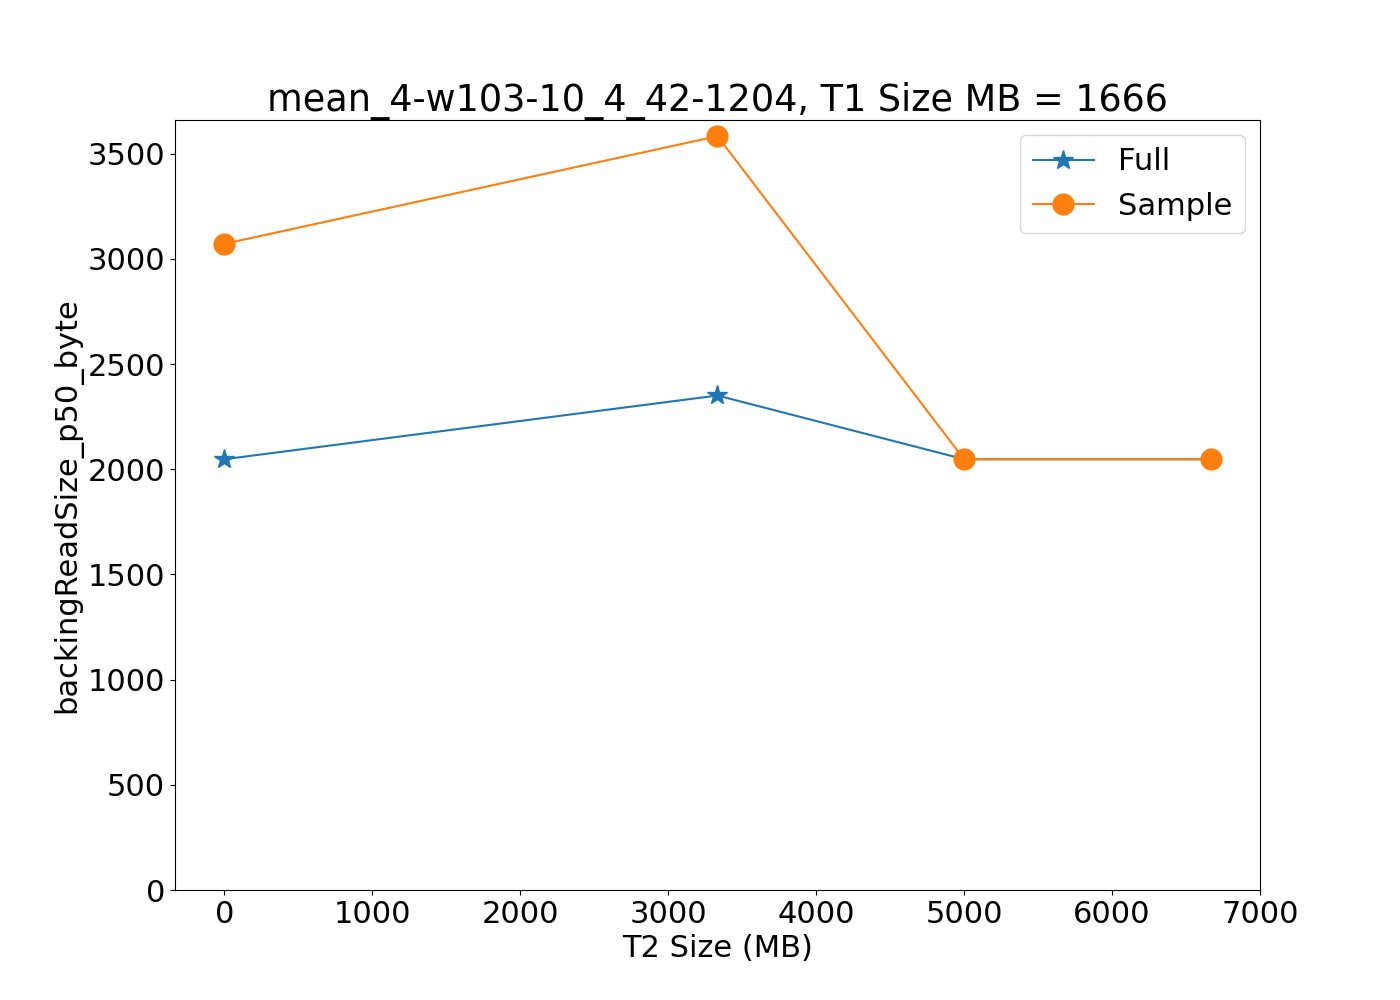 mean_4-w103-10_4_42-1204, T1 Size MB = 1666
Full
Sample
backingReadSize_p50_byte
3500
3000
2500
2000
1500
1000
500
0
0 1000 2000 3000 4000 5000 6000 7000
T2 Size (MB)